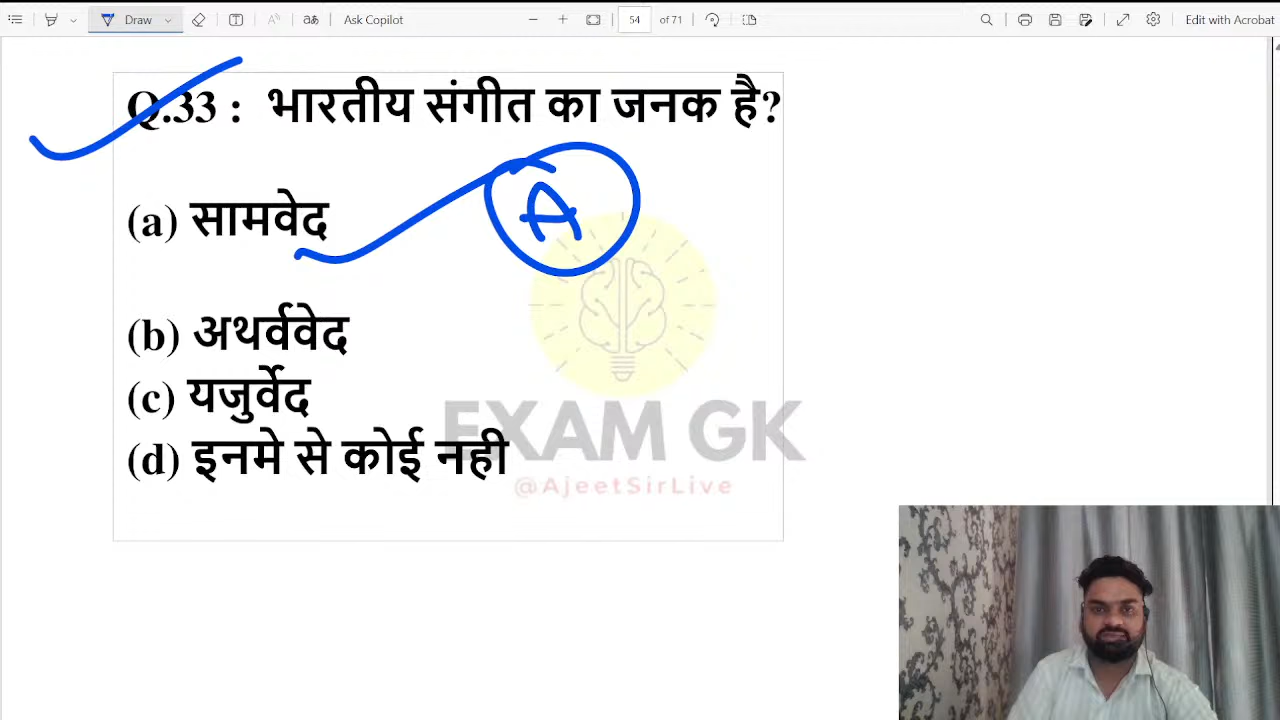 Draw
Ask Copilot
54 of 71
Edit with Acrobat
Q.33 : भारतीय संगीत का जनक है?
A
(a) सामवेद
(b) अथर्ववेद
(c) यजुर्वेद
(d) इनमे से कोई नही
EXAM GK
@AjeetSirLive